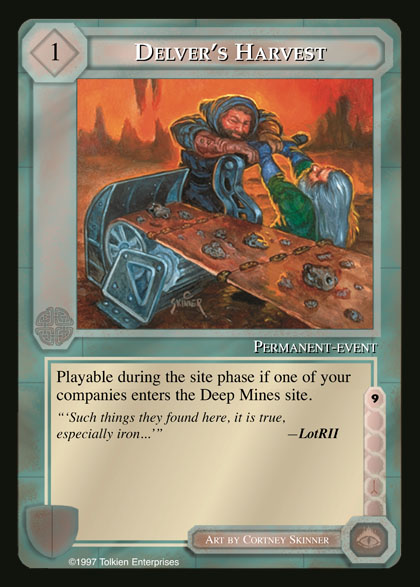 1
DELVER'S HARVEST
SKINNER
PERMANENT-EVENT
Playable during the site phase if one of your
companies enters the Deep Mines site.
“‘Such things they found here, it is true,
especially iron...’” —LotRII
9
ART BY CORTNEY SKINNER
©1997 Tolkien Enterprises